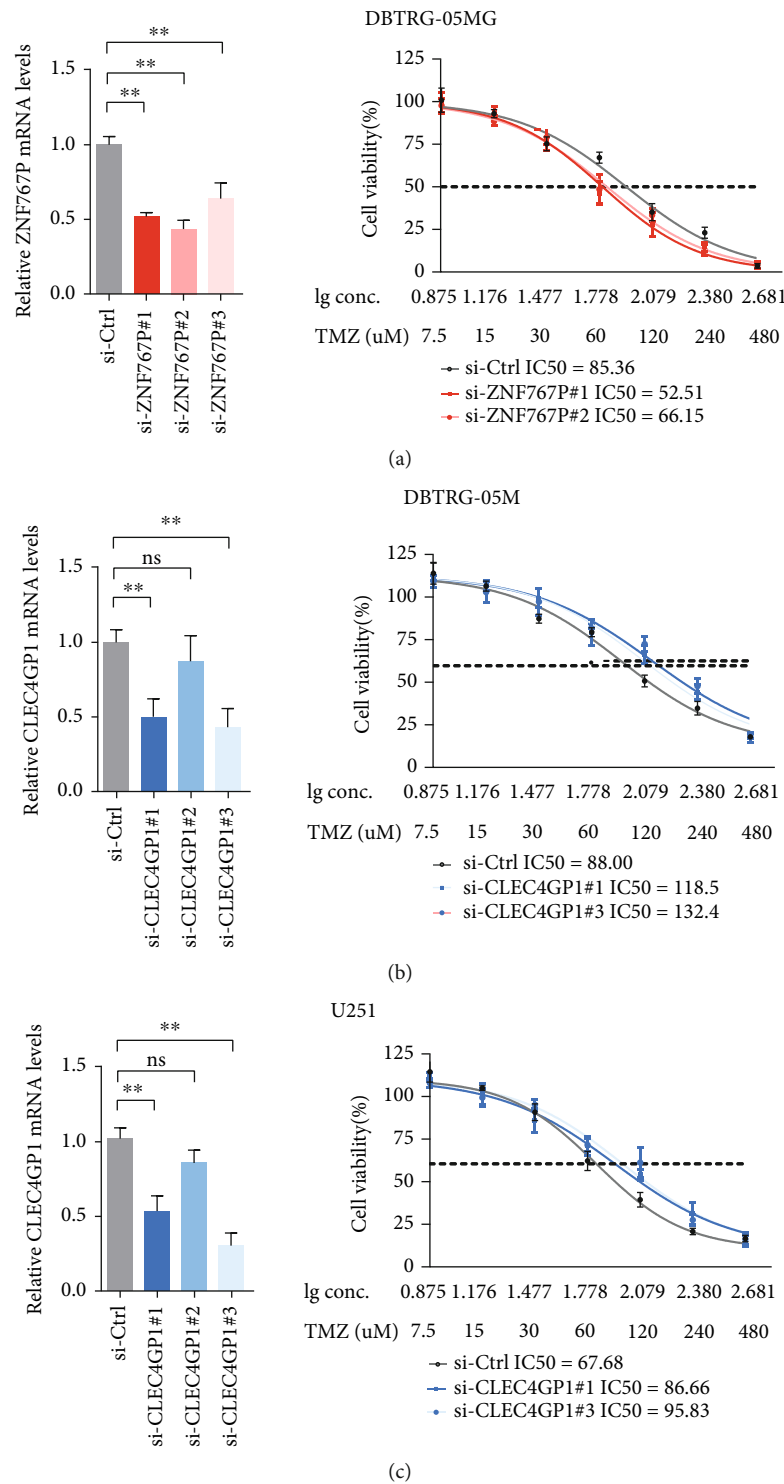 DBTRG-05MG
** 
**
**
Relative ZNF767P mRNA levels
1.5
1.0
0.5
0.0
si-Ctrl
si-ZNF767P#1
si-ZNF767P#2
si-ZNF767P#3
Cell viability(%)
125
100
75
50
25
0
lg conc. 0.875 1.176 1.477 1.778 2.079 2.380 2.681
TMZ (uM) 7.5 15 30 60 120 240 480
si-Ctrl IC50 = 85.36
si-ZNF767P#1 IC50 = 52.51
si-ZNF767P#2 IC50 = 66.15
(a)
DBTRG-05M
**
ns
**
Relative CLEC4GP1 mRNA levels
1.5
1.0
0.5
0.0
si-Ctrl
si-CLEC4GP1#1
si-CLEC4GP1#2
si-CLEC4GP1#3
Cell viability(%)
125
100
75
50
25
0
lg conc. 0.875 1.176 1.477 1.778 2.079 2.380 2.681
TMZ (uM) 7.5 15 30 60 120 240 480
si-Ctrl IC50 = 88.00
si-CLEC4GP1#1 IC50 = 118.5
si-CLEC4GP1#3 IC50 = 132.4
(b)
U251
**
ns
**
Relative CLEC4GP1 mRNA levels
1.5
1.0
0.5
0.0
si-Ctrl
si-CLEC4GP1#1
si-CLEC4GP1#2
si-CLEC4GP1#3
Cell viability(%)
125
100
75
50
25
0
lg conc. 0.875 1.176 1.477 1.778 2.079 2.380 2.681
TMZ (uM) 7.5 15 30 60 120 240 480
si-Ctrl IC50 = 67.68
si-CLEC4GP1#1 IC50 = 86.66
si-CLEC4GP1#3 IC50 = 95.83
(c)